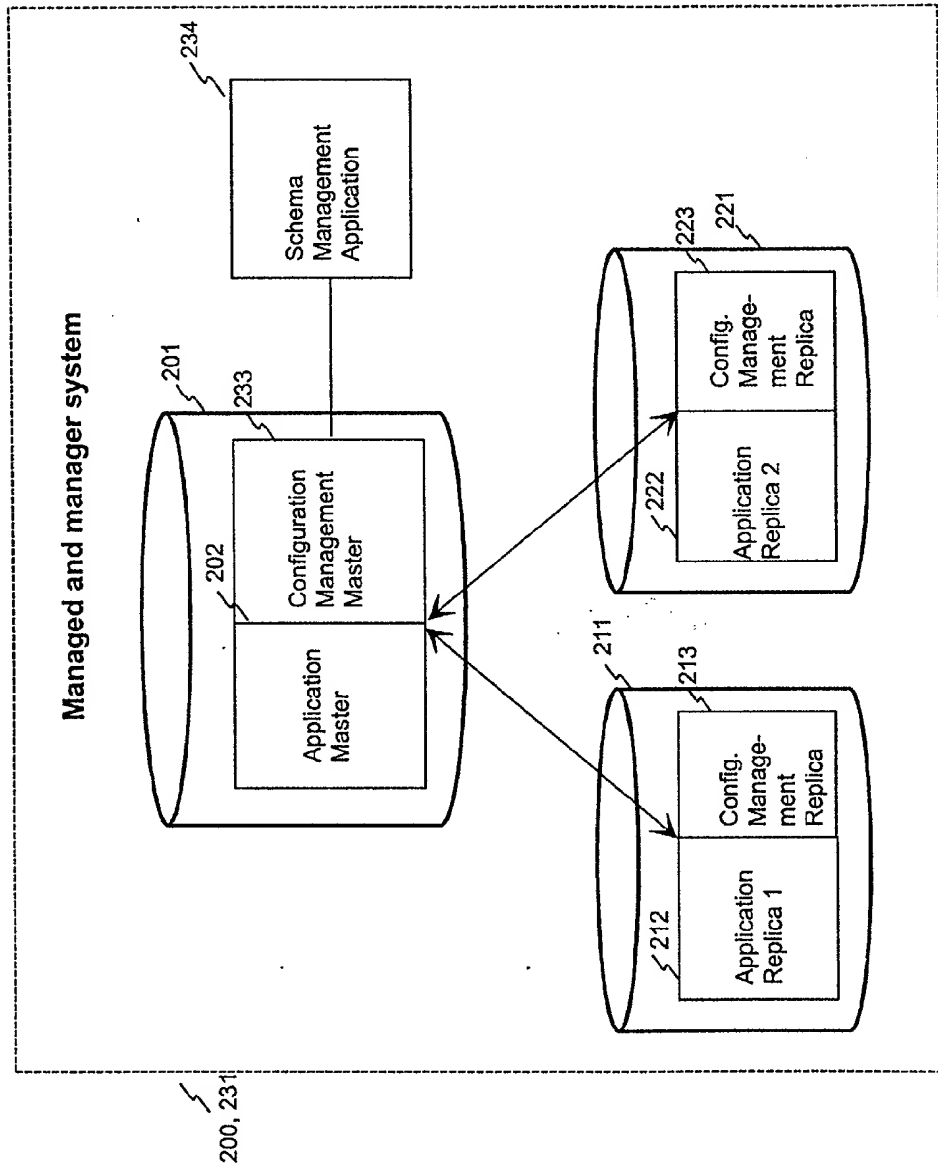 Managed and manager system
200, 231
201
202
233
234
Application
Master
Configuration
Management
Master
Schema
Management
Application
211
212
213
Application
Replica 1
Config.
Manage-
ment
Replica
221
222
223
Application
Replica 2
Config.
Manage-
ment
Replica